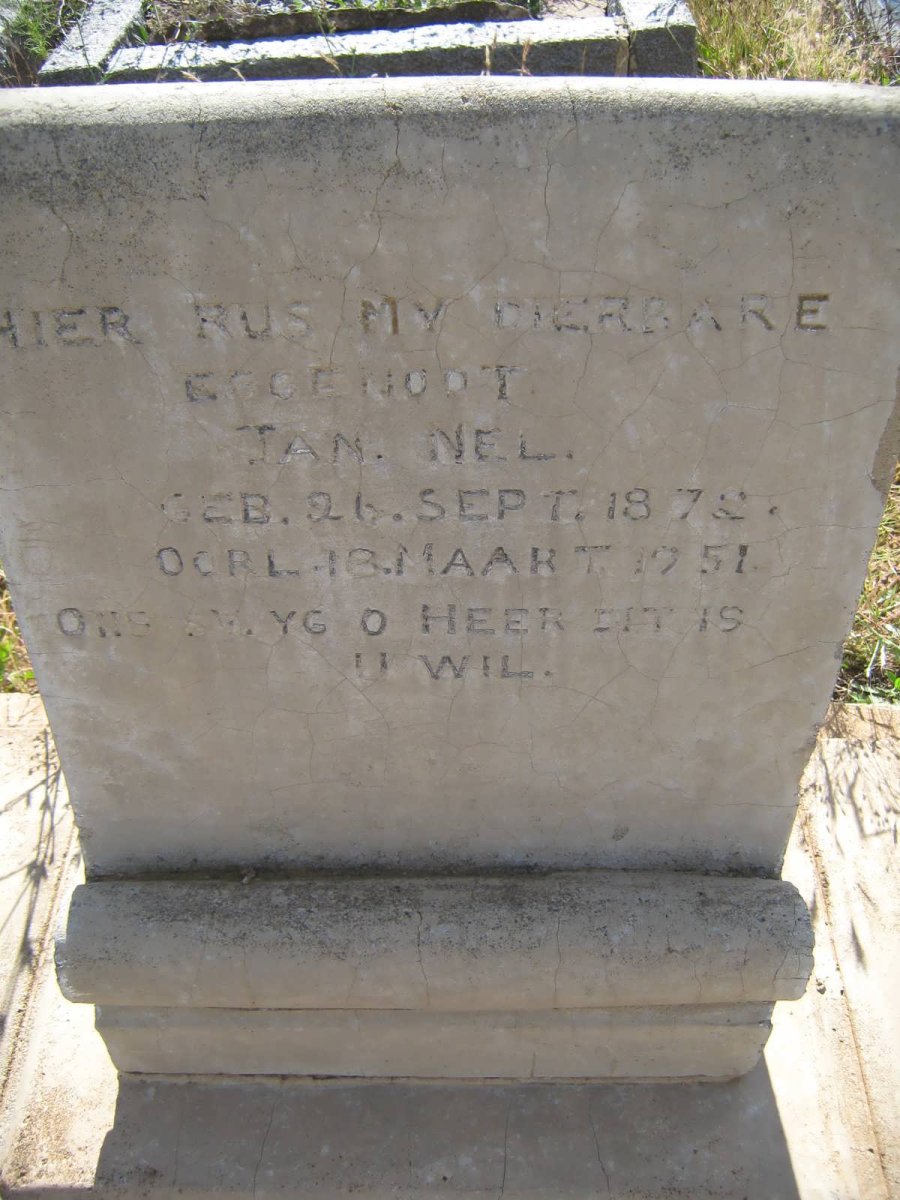 HIER RUS MY DIERBARE
EGGENOOT
JAN. NEL.
GEB. 26. SEPT. 1872.
OORL. 18. MAART. 1951.
ONS SWYG O HEER DIT IS
U WIL.